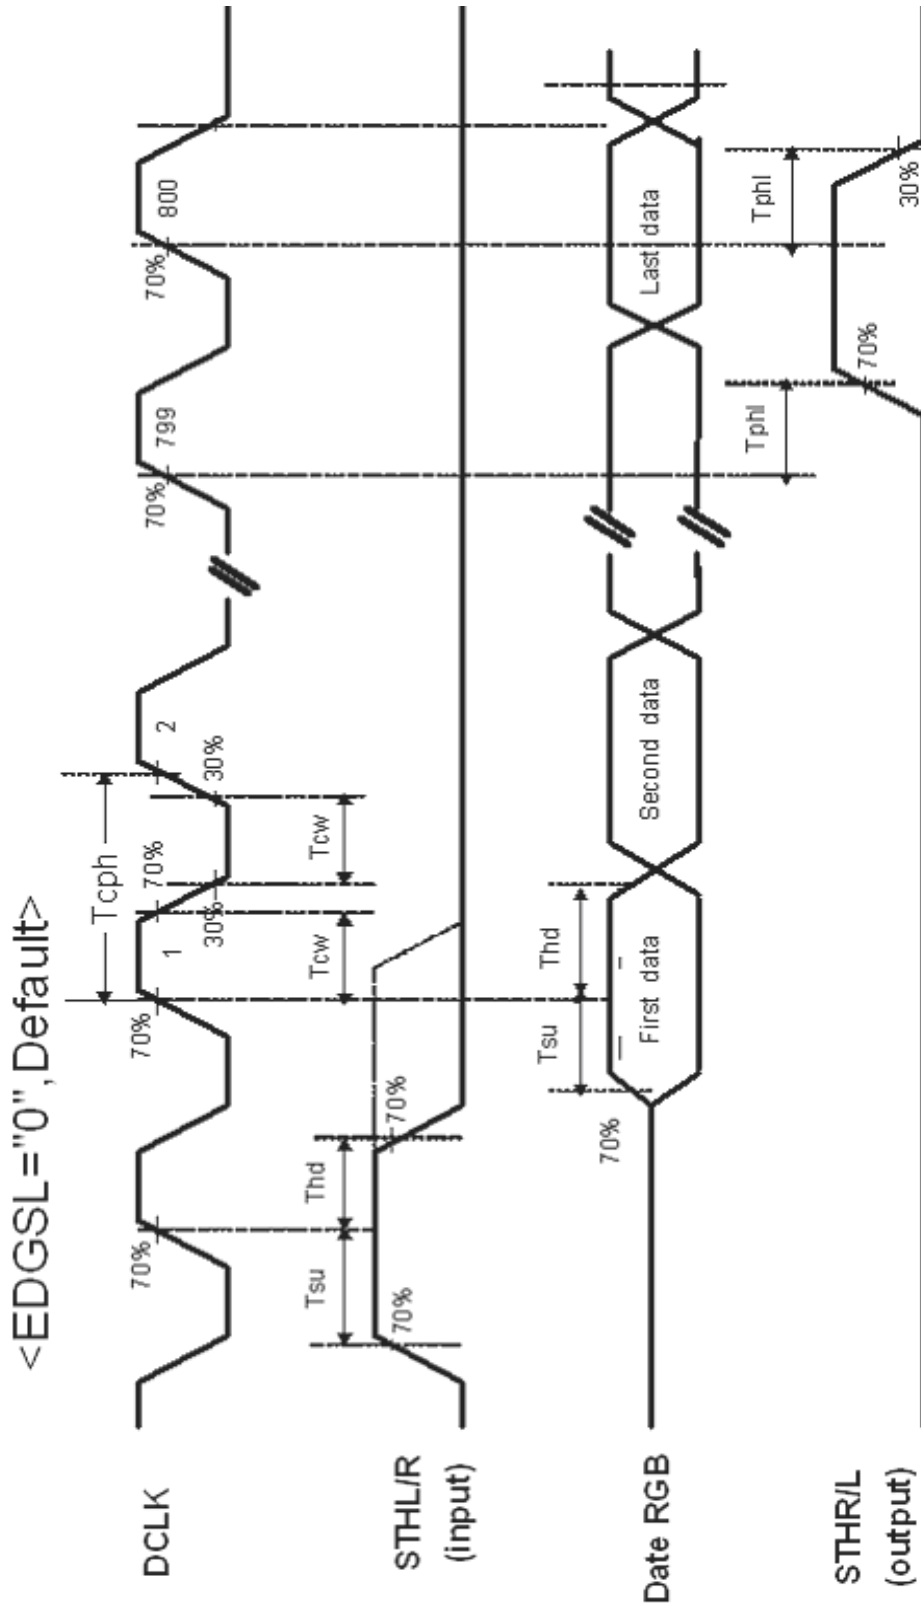 <EDGSL="0",Default>
Tcph
DCLK
70%
70%
1
70%
2
70%
799
70%
800
30%
30%
Tcw
Tcw
STHL/R
(input)
Tsu
Thd
70%
70%
Date RGB
70%
Tsu
Thd
First data
Second data
Last data
STHR/L
(output)
Tphl
Tphl
70%
30%